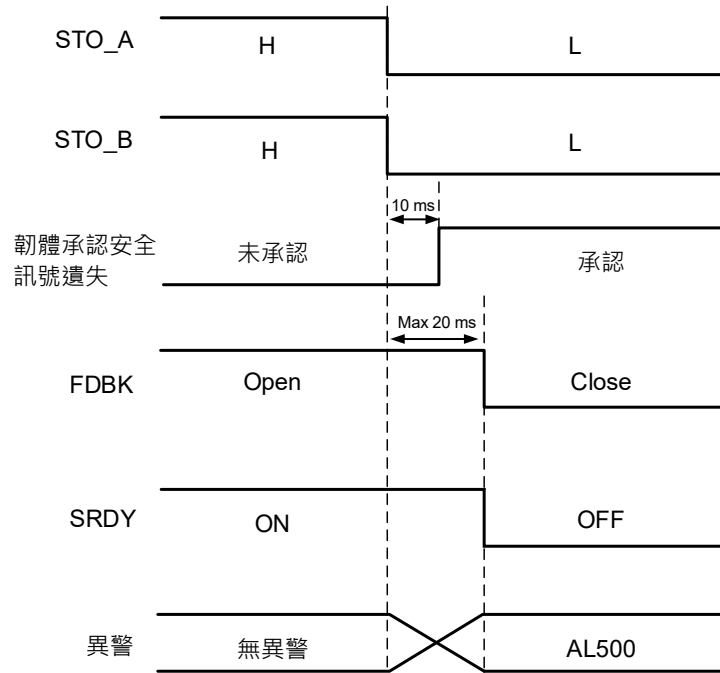 STO_A
H
L
STO_B
H
L
10 ms
韌體承認安全
訊號遺失
未承認
承認
Max 20 ms
FDBK
Open
Close
SRDY
ON
OFF
異警
無異警
AL500